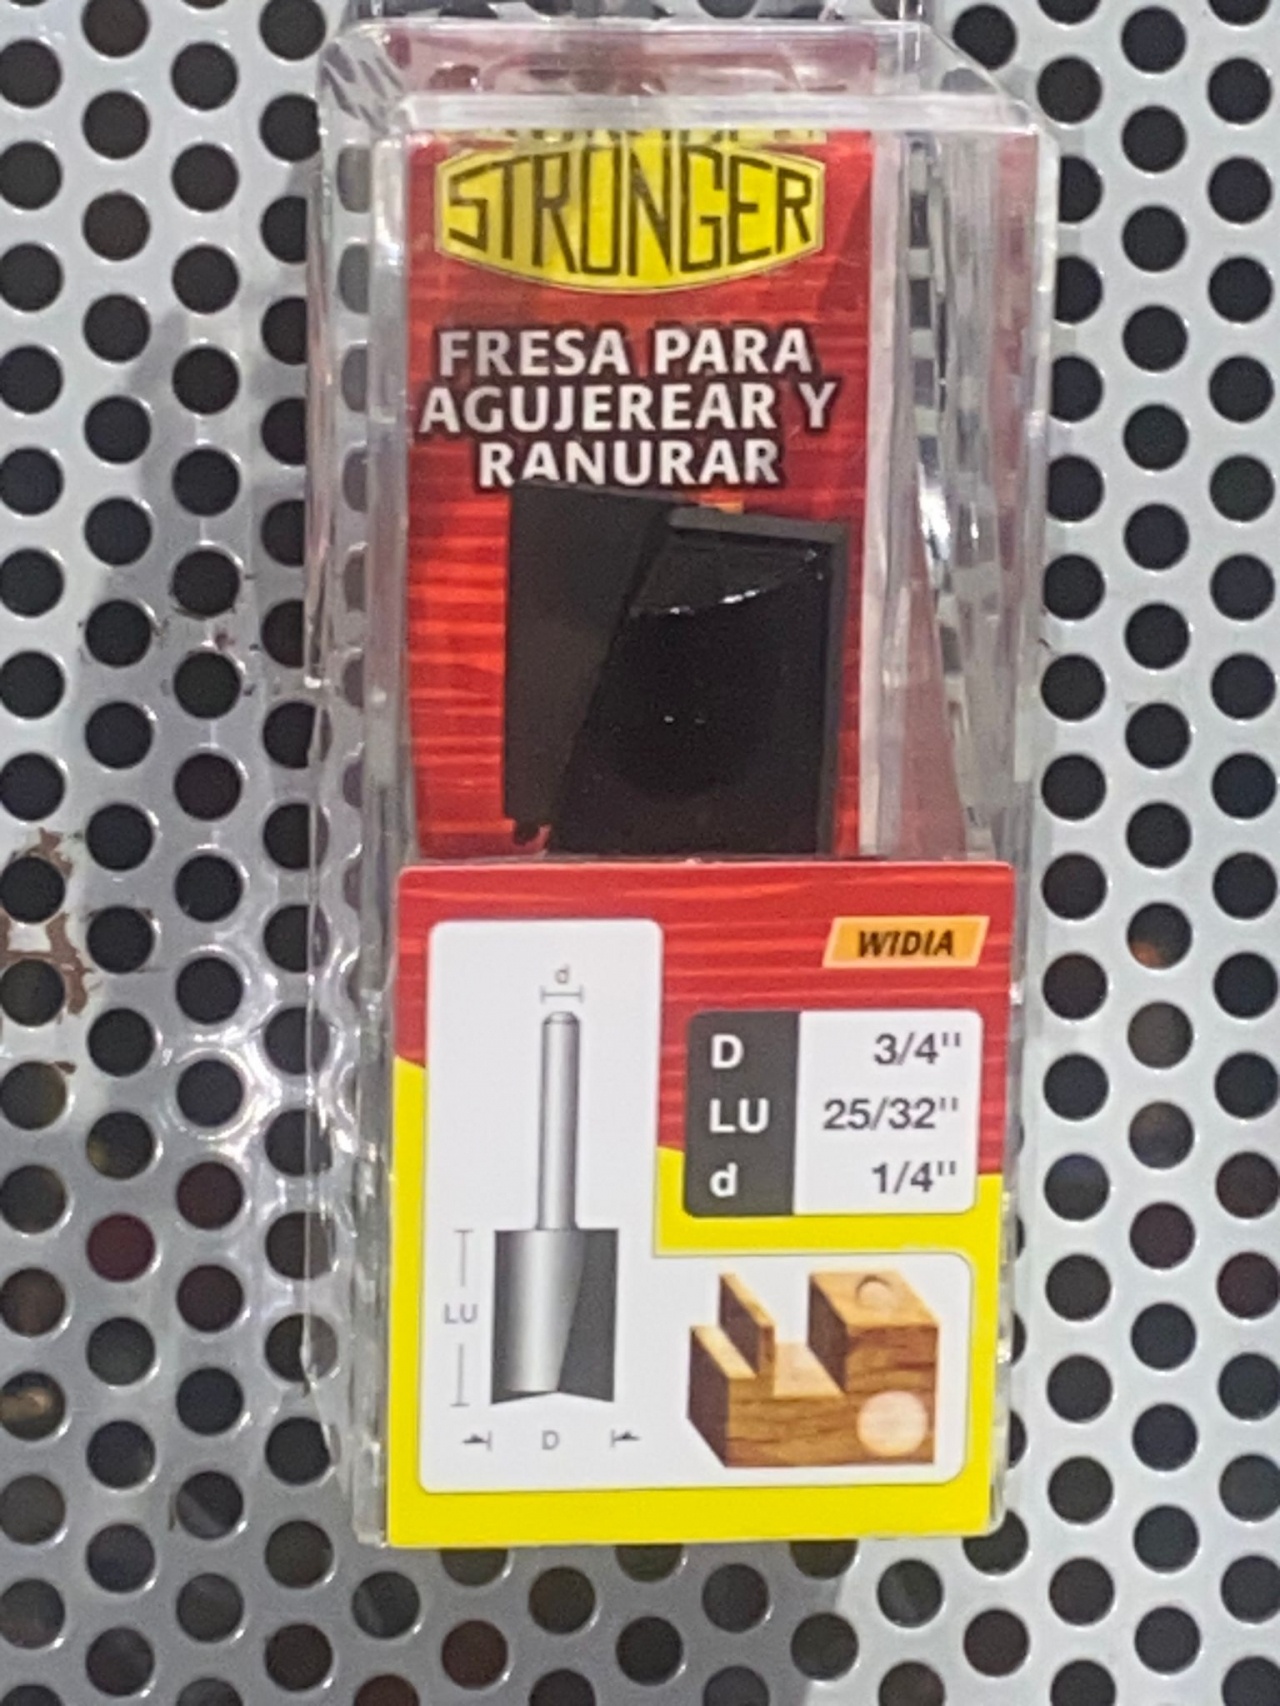 STRONGER
FRESA PARA
AGUJEREAR Y
RANURAR
WIDIA
d
D 3/4"
LU 25/32"
d 1/4"
LU
D